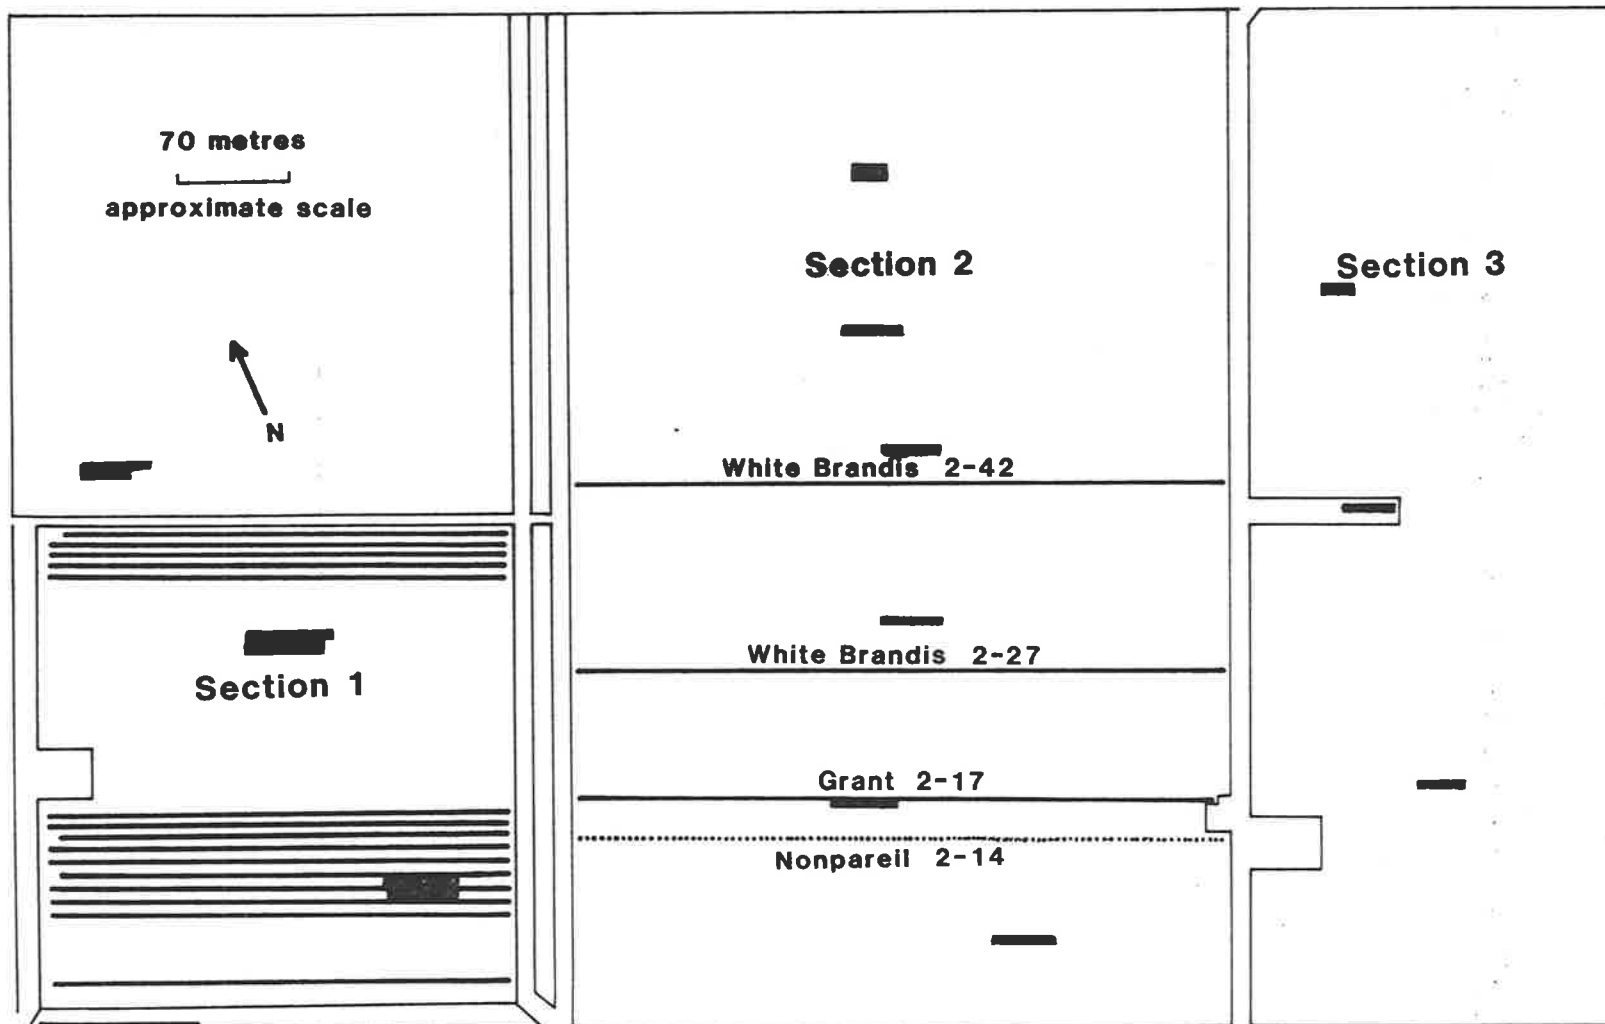 70 metres
approximate scale
N
Section 1
Section 2
White Brandis 2-42
White Brandis 2-27
Grant 2-17
Nonpareil 2-14
Section 3